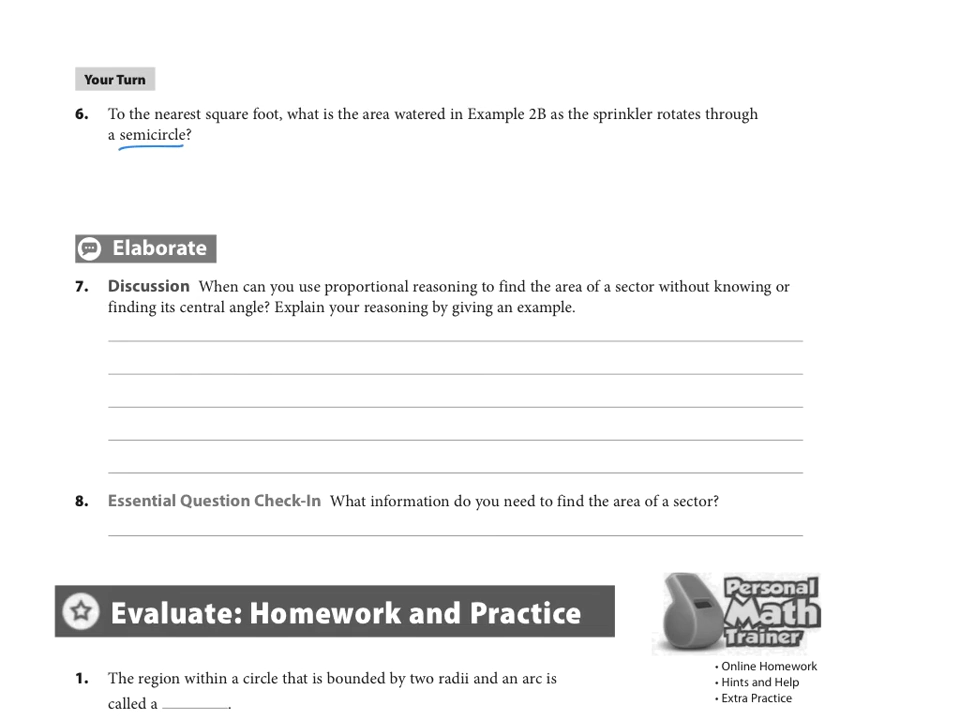 Your Turn
6. To the nearest square foot, what is the area watered in Example 2B as the sprinkler rotates through
a semicircle?
Elaborate
7. Discussion When can you use proportional reasoning to find the area of a sector without knowing or
finding its central angle? Explain your reasoning by giving an example.
8. Essential Question Check-In What information do you need to find the area of a sector?
Evaluate: Homework and Practice
Personal
Math
Trainer
• Online Homework
• Hints and Help
• Extra Practice
1. The region within a circle that is bounded by two radii and an arc is
called a ________.